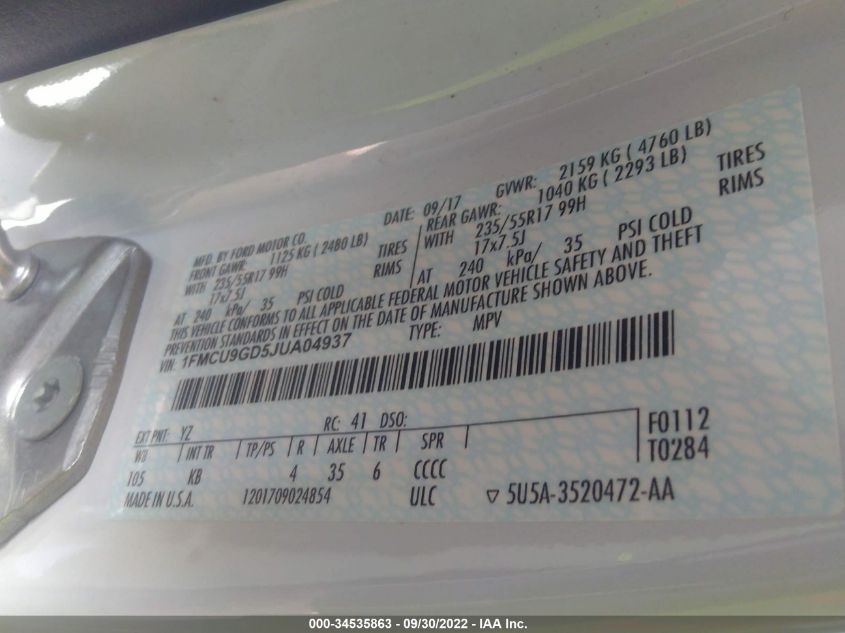 MFD. BY FORD MOTOR CO. DATE: 09/17 GVWR: 2159 KG ( 4760 LB)
FRONT GAWR: 1125 KG ( 2480 LB) REAR GAWR: 1040 KG ( 2293 LB)
WITH 235/55R17 99H TIRES WITH 235/55R17 99H TIRES
17x7.5J RIMS 17x7.5J RIMS
AT 240 kPa/ 35 PSI COLD AT 240 kPa/ 35 PSI COLD
THIS VEHICLE CONFORMS TO ALL APPLICABLE FEDERAL MOTOR VEHICLE SAFETY AND THEFT
PREVENTION STANDARDS IN EFFECT ON THE DATE OF MANUFACTURE SHOWN ABOVE.
VIN: 1FMCU9GD5JUA04937 TYPE: MPV
EXT PNT: YZ RC: 41 DSO: F0112
WB INT TR TP/PS R AXLE TR SPR T0284
105 KB 4 35 6 CCCC
MADE IN U.S.A. 1201709024854 ULC ▽ 5U5A-3520472-AA
000-34535863 - 09/30/2022 - IAA Inc.